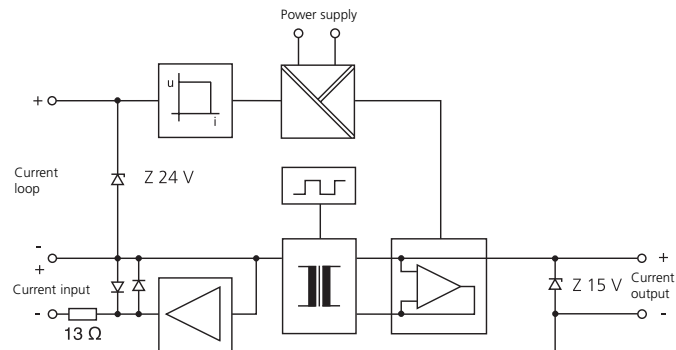 Power supply
+
u
i
Current
loop
Z 24 V
-
+
Current input
-
13 Ω
+
Z 15 V
Current
output
-